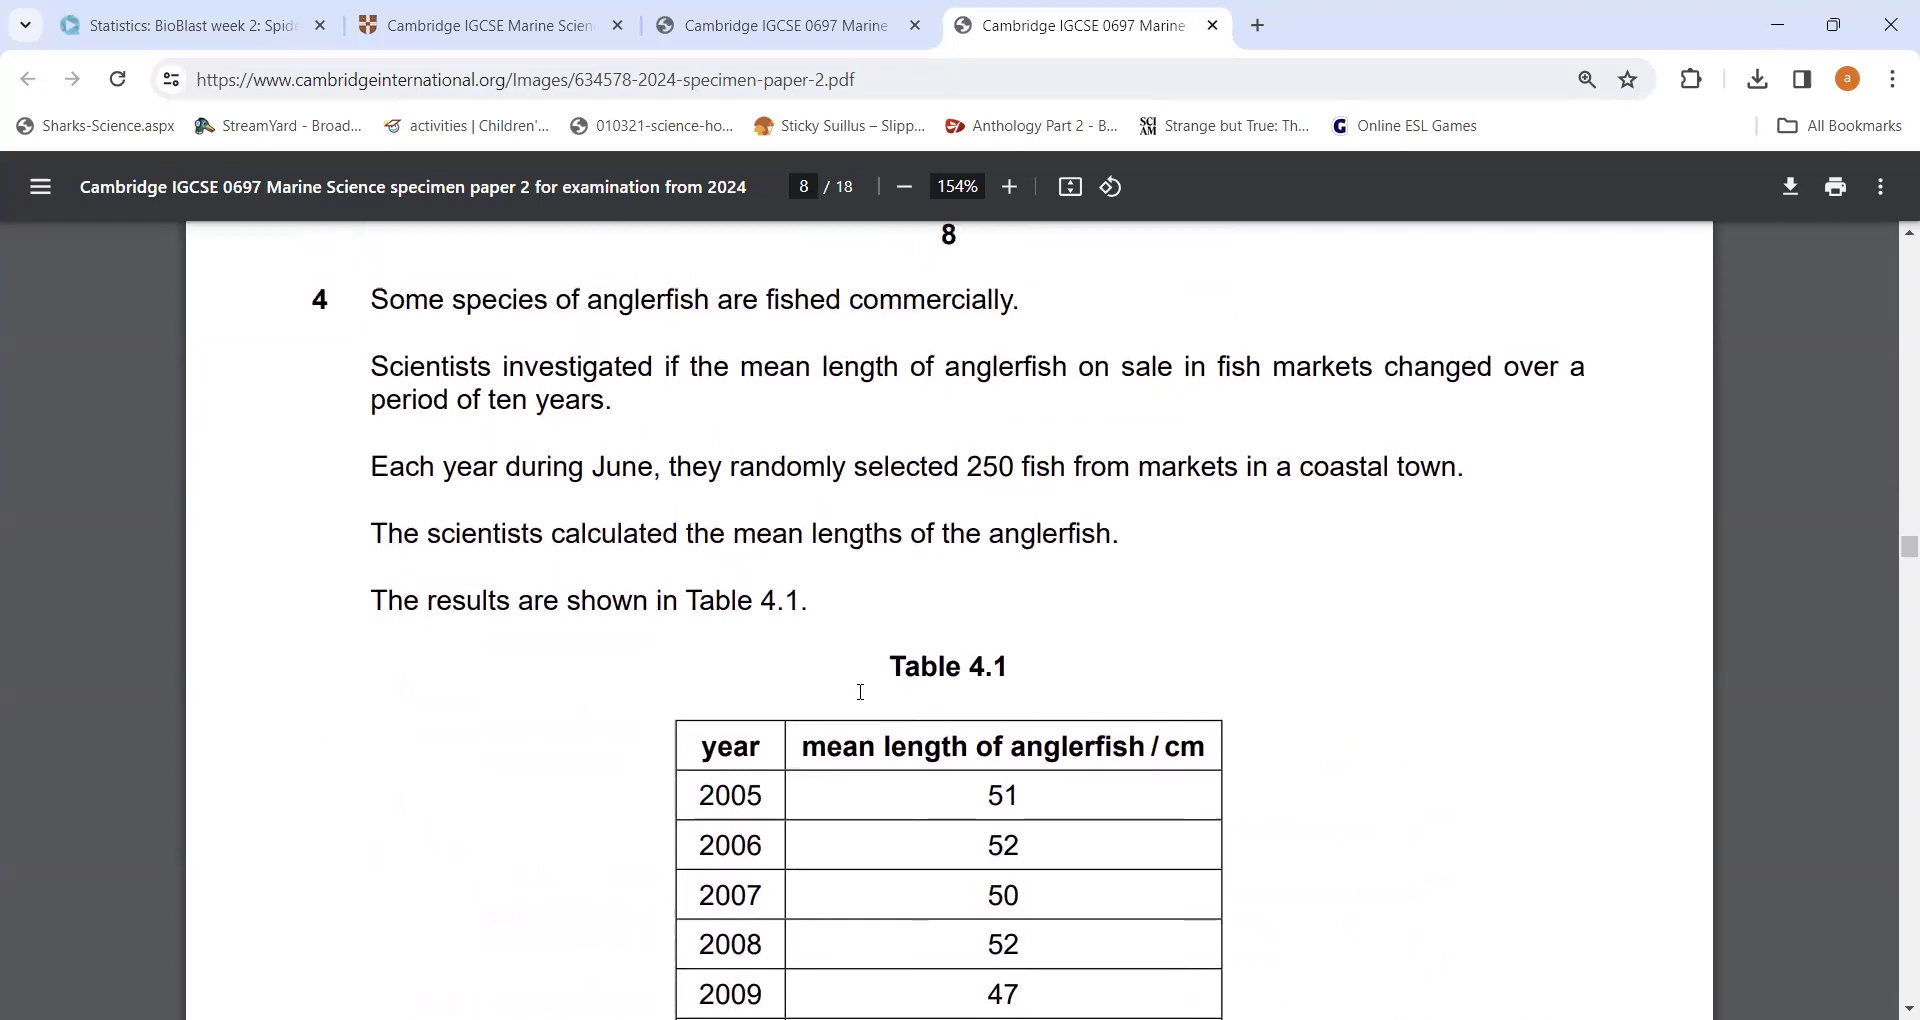 Statistics: BioBlast week 2: Spide
Cambridge IGCSE Marine Scien
Cambridge IGCSE 0697 Marine
Cambridge IGCSE 0697 Marine
https://www.cambridgeinternational.org/Images/634578-2024-specimen-paper-2.pdf
a
Sharks-Science.aspx
StreamYard - Broad...
activities | Children'...
010321-science-ho...
Sticky Suillus – Slipp...
Anthology Part 2 - B...
SCI AM
Strange but True: Th...
G
Online ESL Games
All Bookmarks
Cambridge IGCSE 0697 Marine Science specimen paper 2 for examination from 2024
8 / 18
154%
8
4 Some species of anglerfish are fished commercially.
Scientists investigated if the mean length of anglerfish on sale in fish markets changed over a
period of ten years.
Each year during June, they randomly selected 250 fish from markets in a coastal town.
The scientists calculated the mean lengths of the anglerfish.
The results are shown in Table 4.1.
Table 4.1
year mean length of anglerfish / cm
2005 51
2006 52
2007 50
2008 52
2009 47